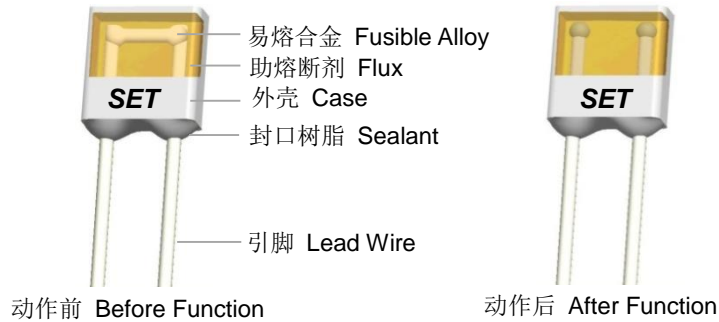 易熔合金 Fusible Alloy
助熔断剂 Flux
外壳 Case
封口树脂 Sealant
引脚 Lead Wire
SET
SET
动作前 Before Function
动作后 After Function